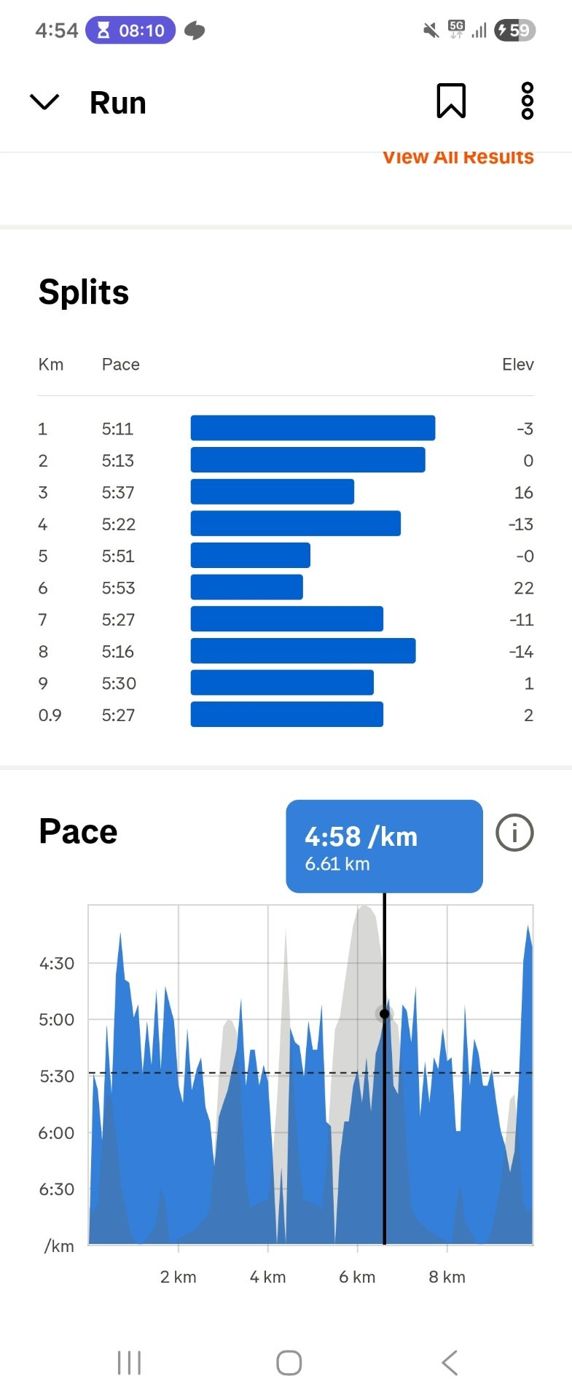 4:54 08:10 5G 59
Run
View All Results
Splits
Km Pace Elev
1 5:11 -3
2 5:13 0
3 5:37 16
4 5:22 -13
5 5:51 -0
6 5:53 22
7 5:27 -11
8 5:16 -14
9 5:30 1
0.9 5:27 2
Pace
4:58 /km
6.61 km
4:30
5:00
5:30
6:00
6:30
/km
2 km 4 km 6 km 8 km